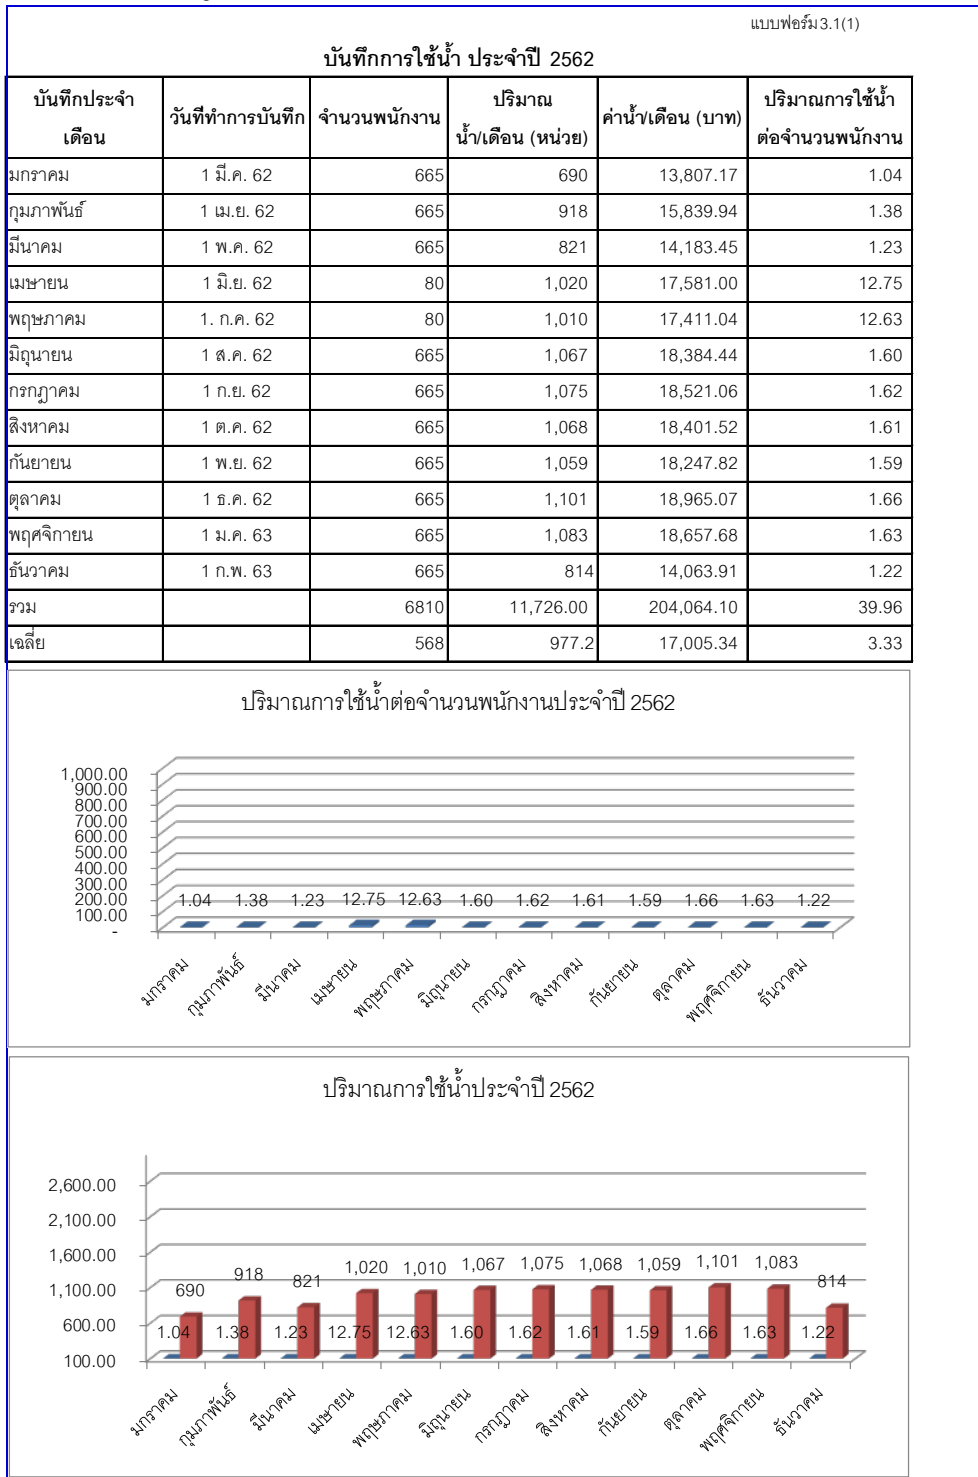 แบบฟอร์ม3.1(1)
บันทึกการใช้น้ำ ประจำปี 2562
บันทึกประจำเดือน วันที่ทำการบันทึก จำนวนพนักงาน ปริมาณน้ำ/เดือน (หน่วย) ค่าน้ำ/เดือน (บาท) ปริมาณการใช้น้ำต่อจำนวนพนักงาน
มกราคม 1 มี.ค. 62 665 690 13,807.17 1.04
กุมภาพันธ์ 1 เม.ย. 62 665 918 15,839.94 1.38
มีนาคม 1 พ.ค. 62 665 821 14,183.45 1.23
เมษายน 1 มิ.ย. 62 80 1,020 17,581.00 12.75
พฤษภาคม 1. ก.ค. 62 80 1,010 17,411.04 12.63
มิถุนายน 1 ส.ค. 62 665 1,067 18,384.44 1.60
กรกฎาคม 1 ก.ย. 62 665 1,075 18,521.06 1.62
สิงหาคม 1 ต.ค. 62 665 1,068 18,401.52 1.61
กันยายน 1 พ.ย. 62 665 1,059 18,247.82 1.59
ตุลาคม 1 ธ.ค. 62 665 1,101 18,965.07 1.66
พฤศจิกายน 1 ม.ค. 63 665 1,083 18,657.68 1.63
ธันวาคม 1 ก.พ. 63 665 814 14,063.91 1.22
รวม 6810 11,726.00 204,064.10 39.96
เฉลี่ย 568 977.2 17,005.34 3.33
ปริมาณการใช้น้ำต่อจำนวนพนักงานประจำปี 2562
1,000.00
900.00
800.00
700.00
600.00
500.00
400.00
300.00
200.00
100.00
-
1.04 1.38 1.23 12.75 12.63 1.60 1.62 1.61 1.59 1.66 1.63 1.22
มกราคม กุมภาพันธ์ มีนาคม เมษายน พฤษภาคม มิถุนายน กรกฎาคม สิงหาคม กันยายน ตุลาคม พฤศจิกายน ธันวาคม
ปริมาณการใช้น้ำประจำปี 2562
2,600.00
2,100.00
1,600.00
1,100.00
600.00
100.00
690 918 821 1,020 1,010 1,067 1,075 1,068 1,059 1,101 1,083 814
1.04 1.38 1.23 12.75 12.63 1.60 1.62 1.61 1.59 1.66 1.63 1.22
มกราคม กุมภาพันธ์ มีนาคม เมษายน พฤษภาคม มิถุนายน กรกฎาคม สิงหาคม กันยายน ตุลาคม พฤศจิกายน ธันวาคม